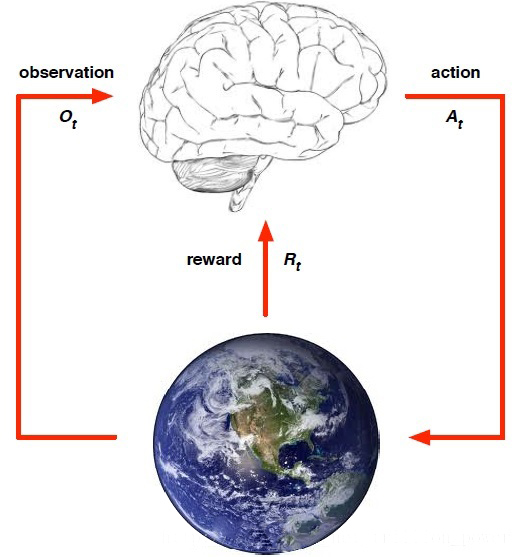 observation
action
O_t
A_t
reward
R_t